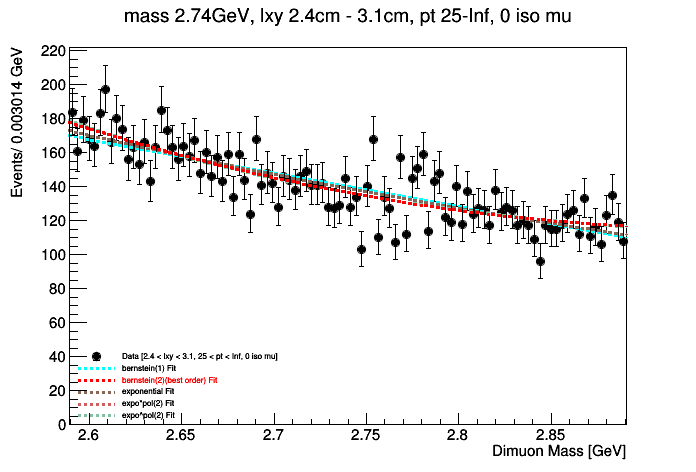 mass 2.74GeV, lxy 2.4cm - 3.1cm, pt 25-Inf, 0 iso mu
Events/ 0.003014 GeV
220
200
180
160
140
120
100
80
60
40
20
0
Data [2.4 < lxy < 3.1, 25 < pt < Inf, 0 iso mu]
bernstein(1) Fit
bernstein(2)(best order) Fit
exponential Fit
expo*pol(2) Fit
expo^pol(2) Fit
2.6 2.65 2.7 2.75 2.8 2.85
Dimuon Mass [GeV]